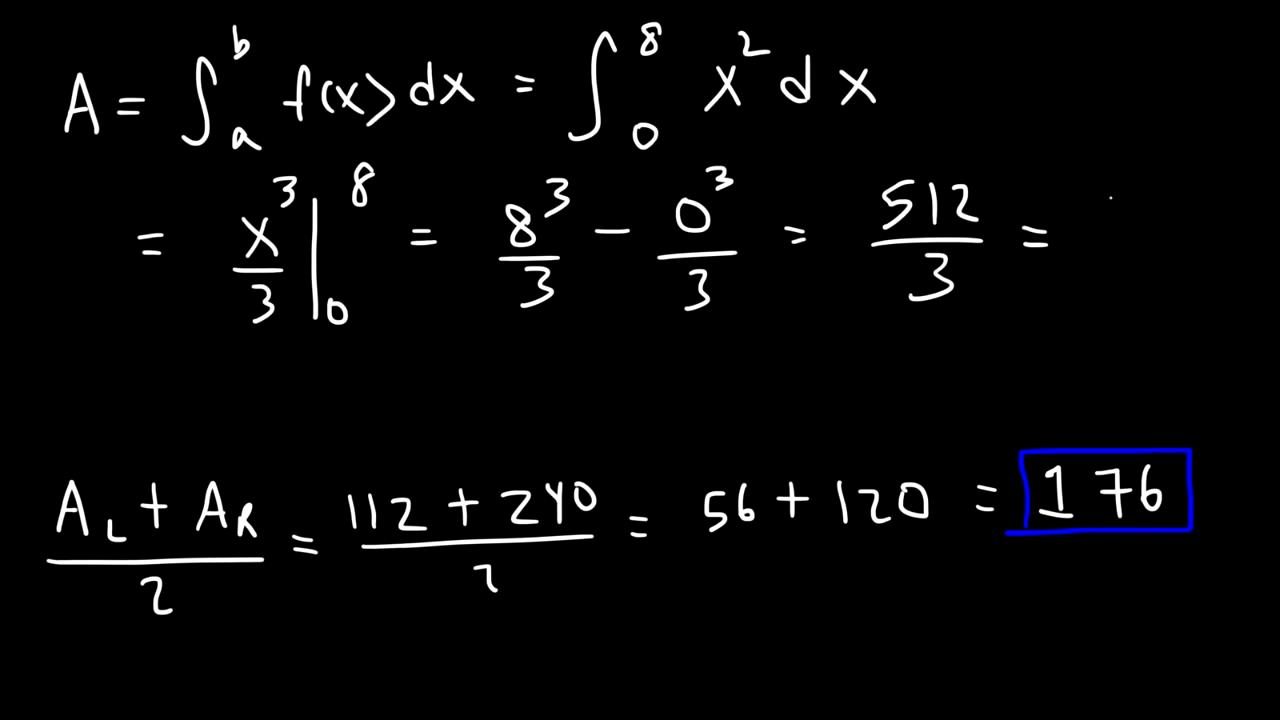 A = ∫_a^b f(x) dx = ∫_0^8 x^2 dx
= x^3/3 |_0^8 = 8^3/3 − 0^3/3 = 512/3 =
(A_L + A_R)/2 = (112 + 240)/2 = 56 + 120 = 176